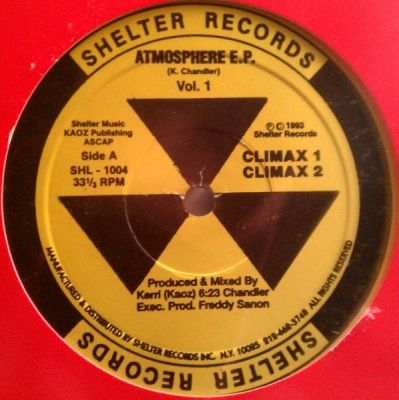 SHELTER RECORDS
ATMOSPHERE E.P.
(K. Chandler)
Vol. 1
Shelter Music
KAOZ Publishing
ASCAP
Side A
SHL - 1004
33⅓ RPM
℗ © 1993
Shelter Records
CLIMAX 1
CLIMAX 2
Produced & Mixed By
Kerri (Kaoz) 6:23 Chandler
Exec. Prod. Freddy Sanon
MANUFACTURED & DISTRIBUTED BY SHELTER RECORDS INC. N.Y. 10025 212-662-3748 ALL RIGHTS RESERVED
SHELTER RECORDS